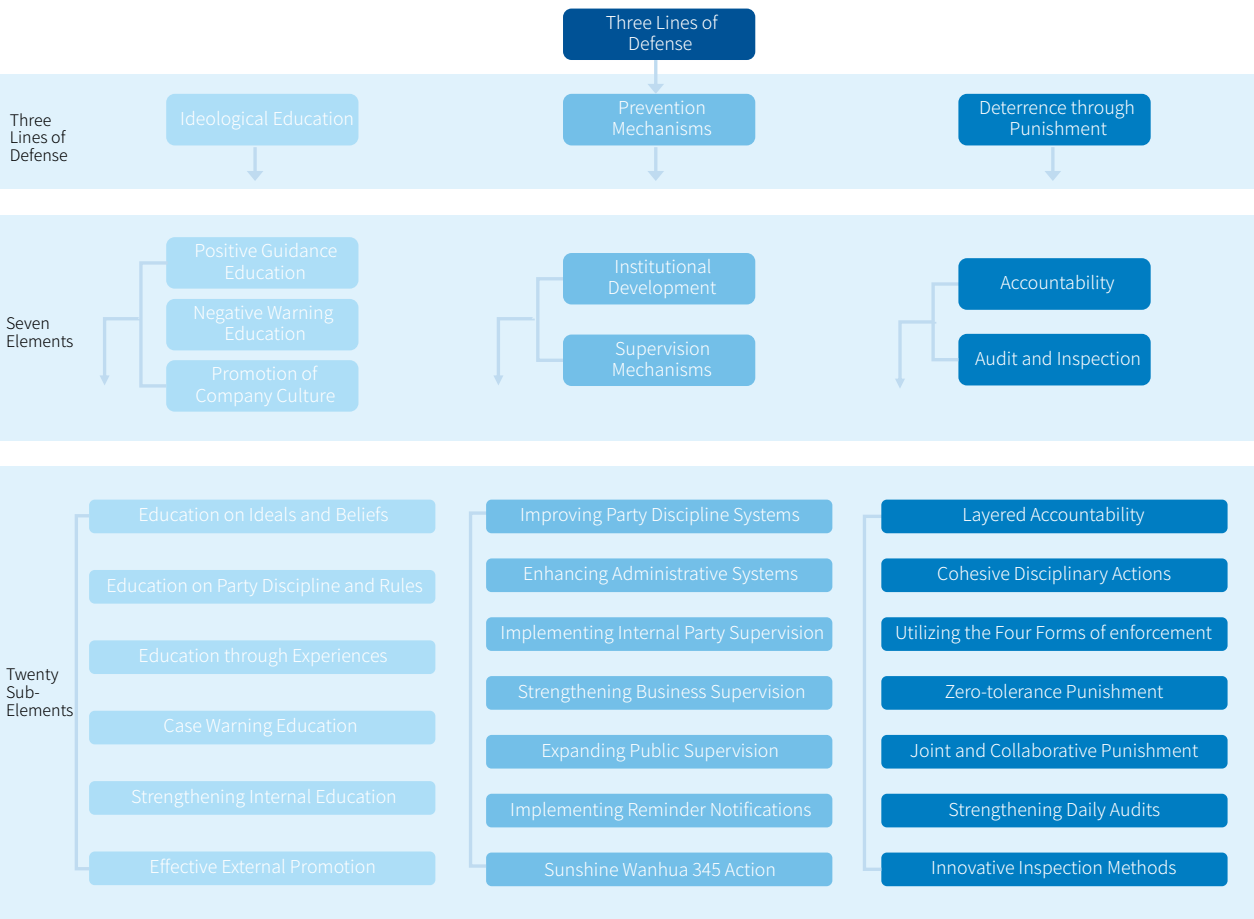 Three Lines of
Defense
Three
Lines of
Defense
Ideological Education
Prevention
Mechanisms
Deterrence through
Punishment
Seven
Elements
Positive Guidance
Education
Negative Warning
Education
Promotion of
Company Culture
Institutional
Development
Supervision
Mechanisms
Accountability
Audit and Inspection
Twenty
Sub-
Elements
Education on Ideals and Beliefs
Education on Party Discipline and Rules
Education through Experiences
Case Warning Education
Strengthening Internal Education
Effective External Promotion
Improving Party Discipline Systems
Enhancing Administrative Systems
Implementing Internal Party Supervision
Strengthening Business Supervision
Expanding Public Supervision
Implementing Reminder Notifications
Sunshine Wanhua 345 Action
Layered Accountability
Cohesive Disciplinary Actions
Utilizing the Four Forms of enforcement
Zero-tolerance Punishment
Joint and Collaborative Punishment
Strengthening Daily Audits
Innovative Inspection Methods